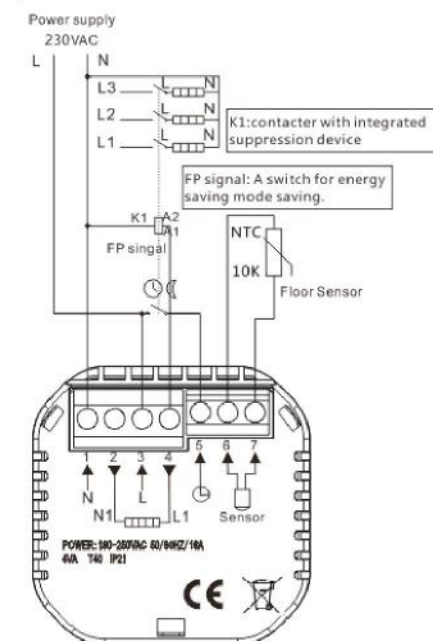 Power supply
230VAC
L N
L3 L N
L2 L N
L1 L N
K1:contacter with integrated
suppression device
FP signal: A switch for energy
saving mode saving.
K1 A2
A1
FP singal
NTC
10K
Floor Sensor
1 2 3 4 5 6 7
N L
N1 L1
Sensor
POWER: 190-250VAC 50/60HZ/16A
4VA T40 IP21
CE